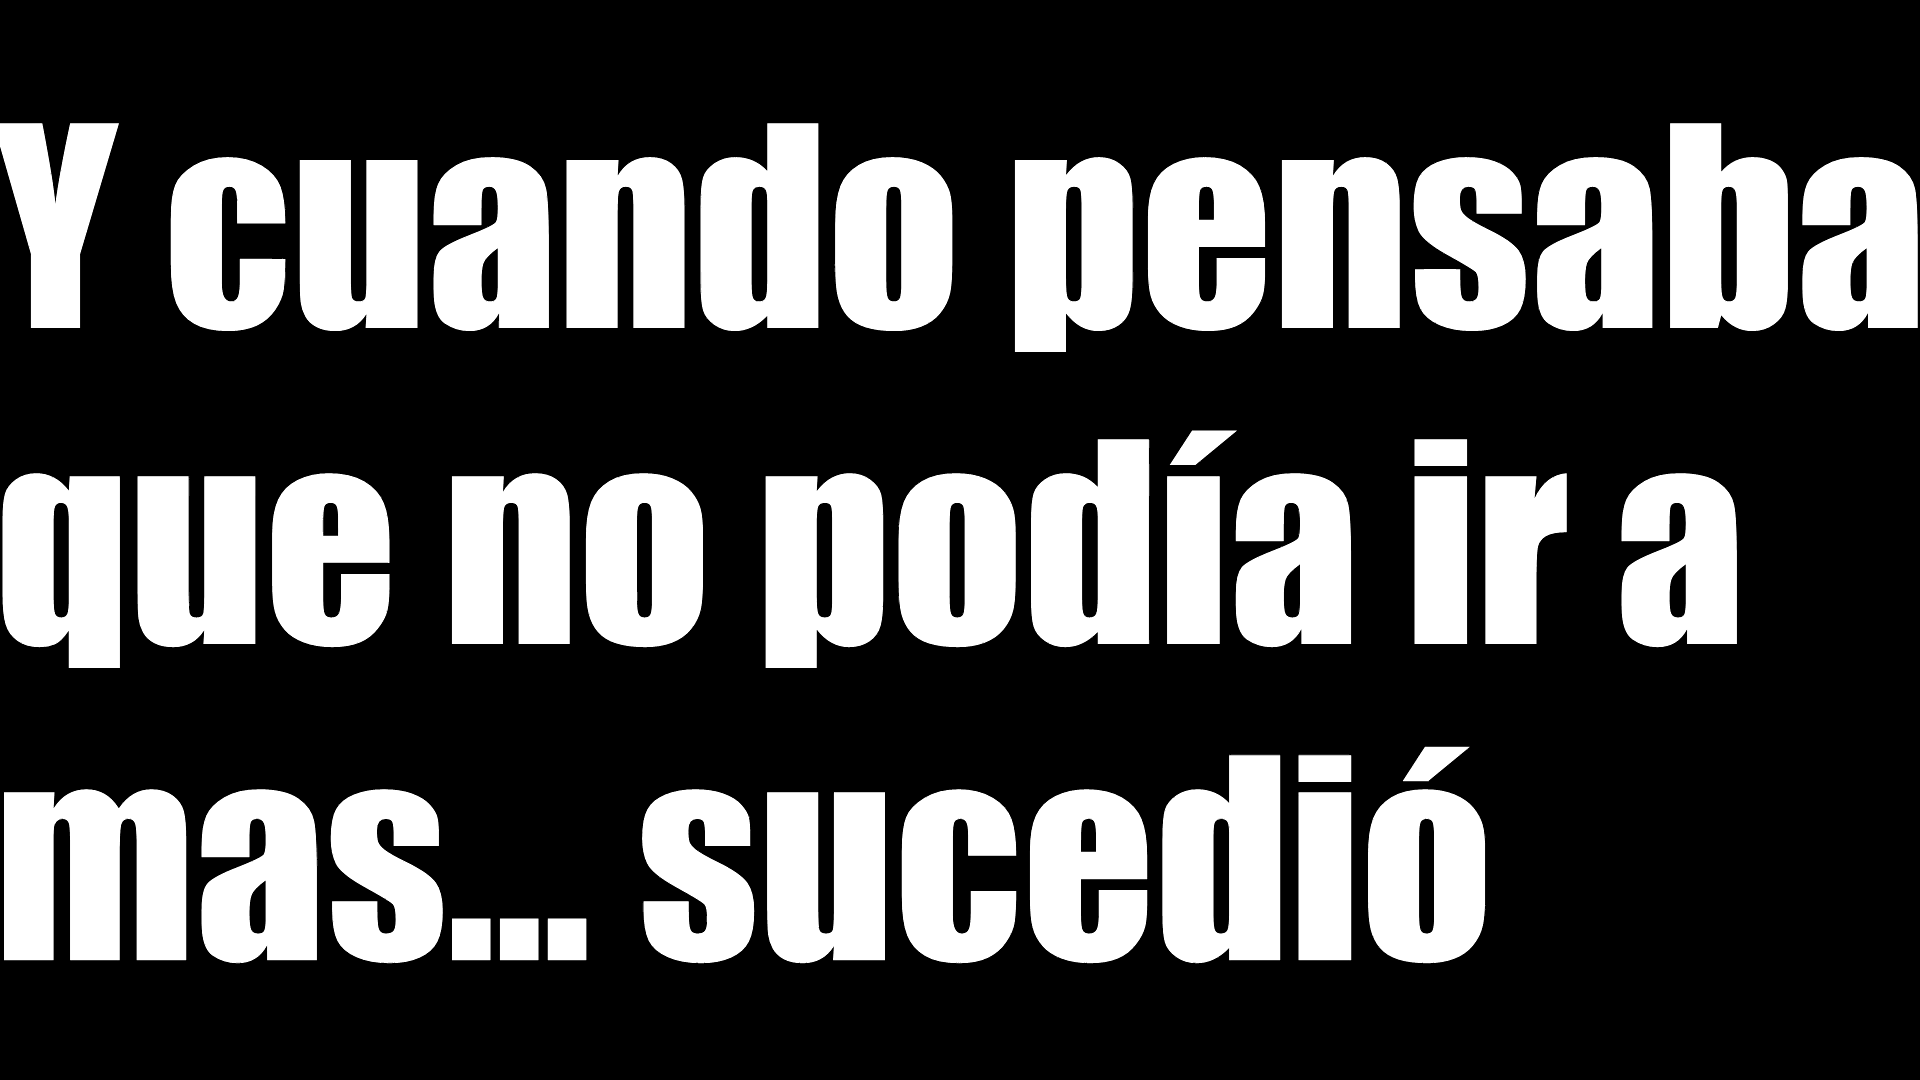 Y cuando pensaba
que no podía ir a
mas... sucedió